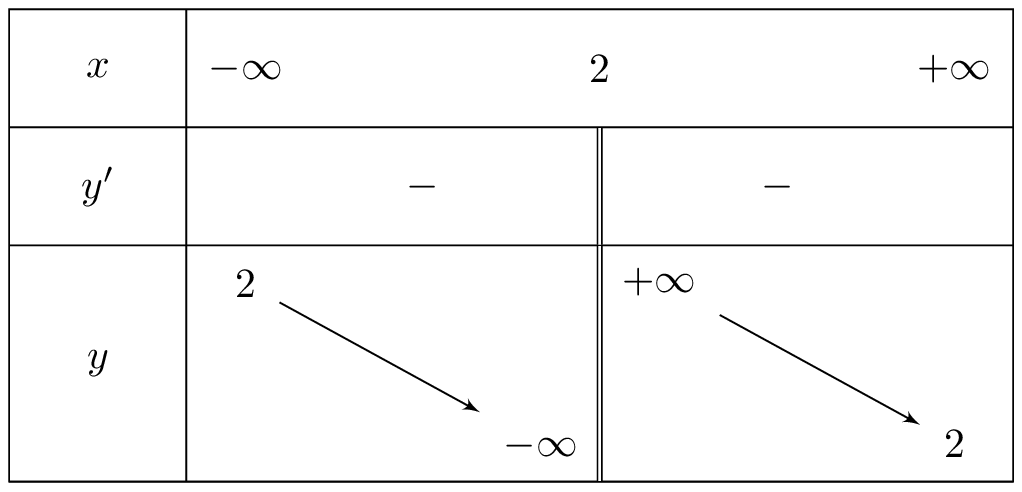 x −∞ 2 +∞
y′ − −
2 +∞
y
−∞ 2